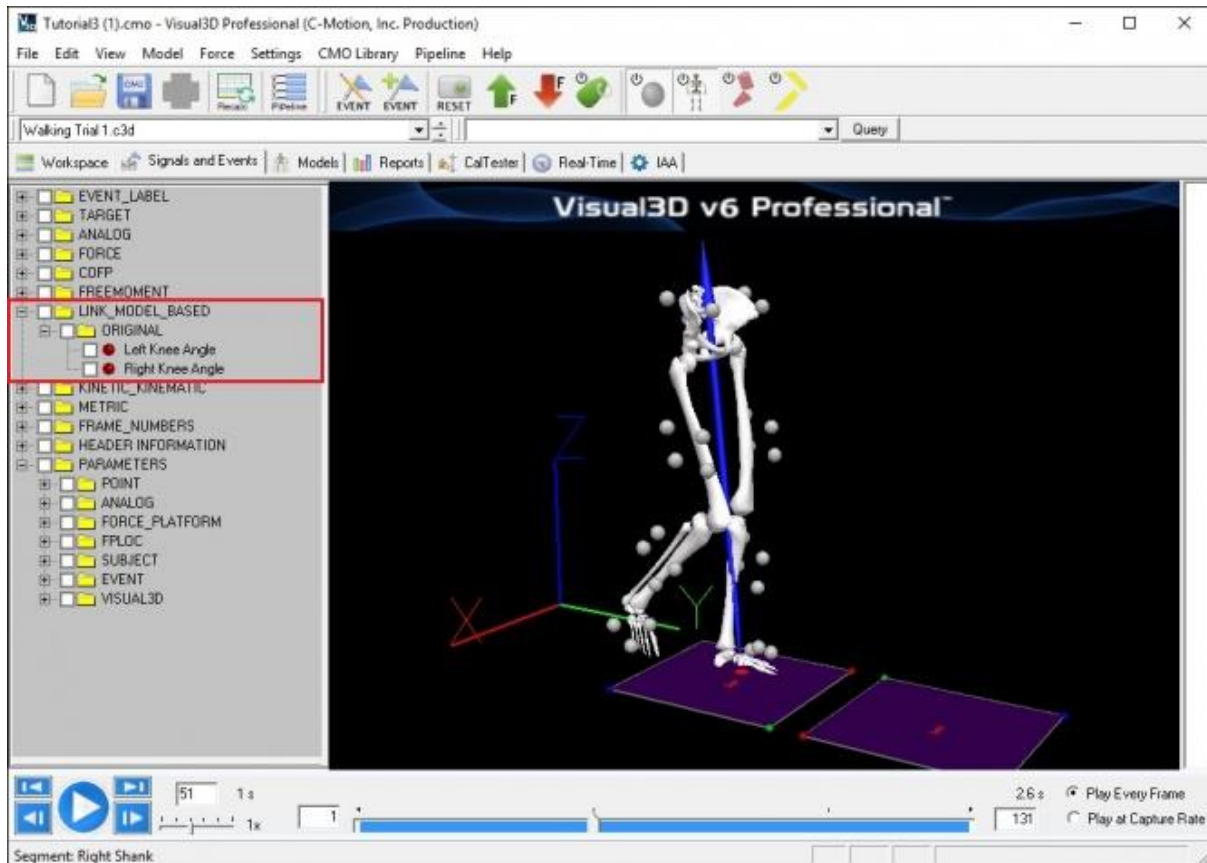 Tutorial3 (1).cmo - Visual3D Professional (C-Motion, Inc. Production)
File Edit View Model Force Settings CMO Library Pipeline Help
Recalc Pipeline EVENT EVENT RESET F F
Walking Trial 1.c3d Query
Workspace Signals and Events Models Reports CalTester Real-Time IAA
EVENT_LABEL
TARGET
ANALOG
FORCE
COFP
FREEMOMENT
LINK_MODEL_BASED
ORIGINAL
Left Knee Angle
Right Knee Angle
KINETIC_KINEMATIC
METRIC
FRAME_NUMBERS
HEADER INFORMATION
PARAMETERS
POINT
ANALOG
FORCE_PLATFORM
FPLOC
SUBJECT
EVENT
VISUAL3D
Visual3D v6 Professional™
Z
X
Y
51 1 s
1x
1
2.6 s
131
Play Every Frame
Play at Capture Rate
Segment: Right Shank